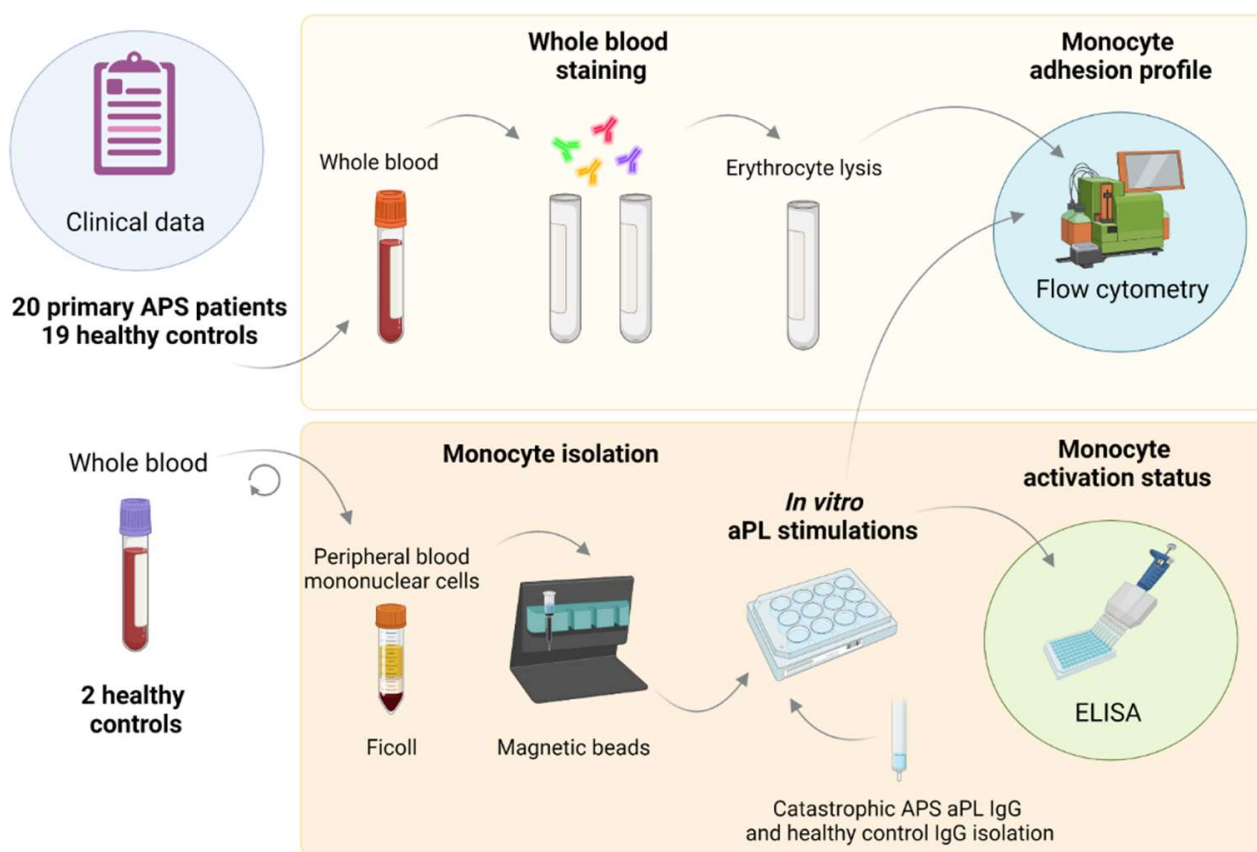 Clinical data
20 primary APS patients
19 healthy controls
Whole blood
Whole blood
staining
Erythrocyte lysis
Monocyte
adhesion profile
Flow cytometry
Whole blood
2 healthy
controls
Monocyte isolation
Peripheral blood
mononuclear cells
Ficoll
Magnetic beads
In vitro
aPL stimulations
Catastrophic APS aPL IgG
and healthy control IgG isolation
Monocyte
activation status
ELISA